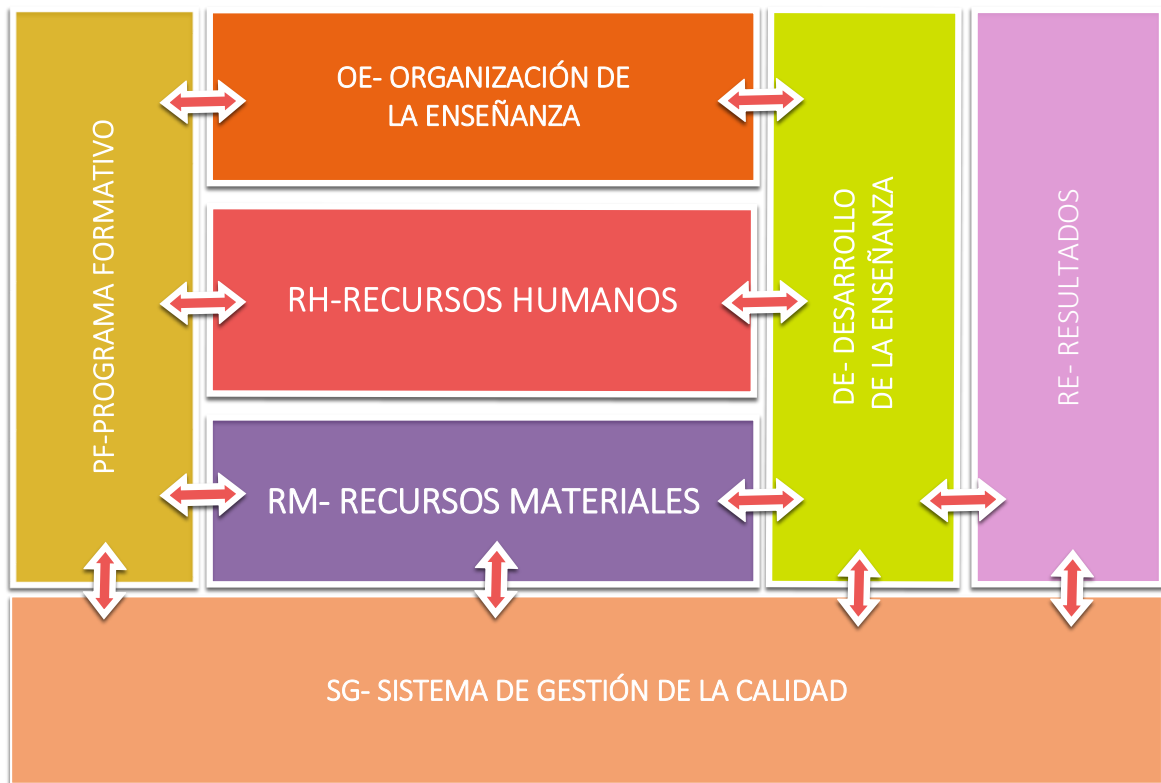 PF-PROGRAMA FORMATIVO
OE- ORGANIZACIÓN DE
LA ENSEÑANZA
RH-RECURSOS HUMANOS
RM- RECURSOS MATERIALES
DE- DESARROLLO
DE LA ENSEÑANZA
RE- RESULTADOS
SG- SISTEMA DE GESTIÓN DE LA CALIDAD